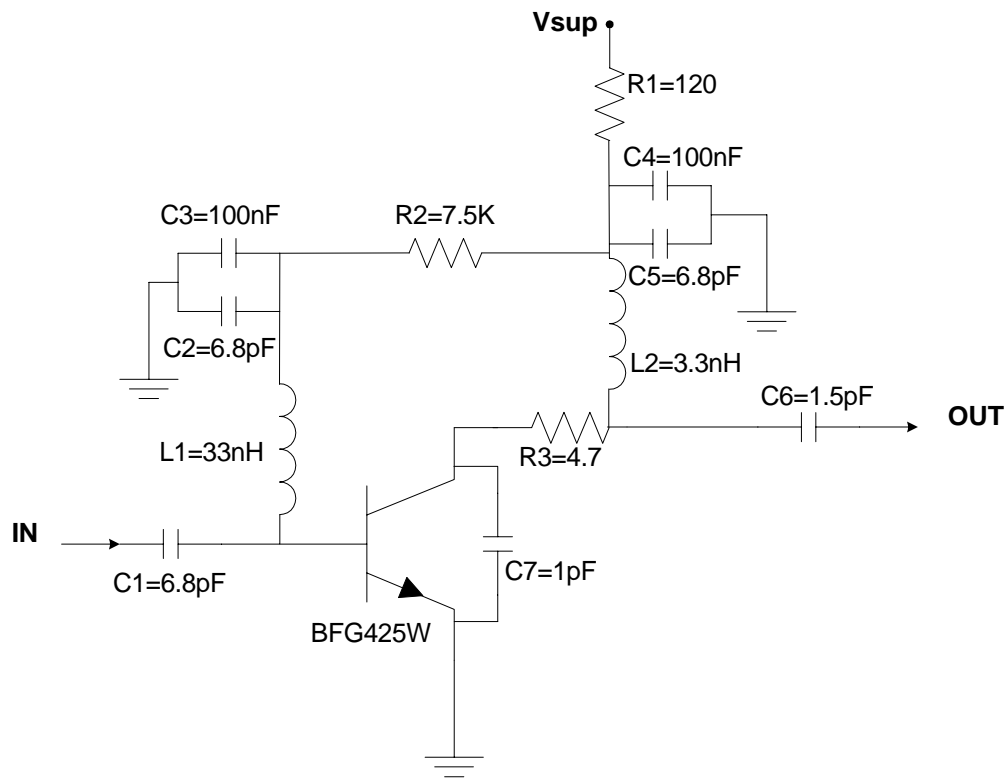 Vsup
R1=120
C4=100nF
C3=100nF
R2=7.5K
C5=6.8pF
C2=6.8pF
L2=3.3nH
C6=1.5pF
OUT
L1=33nH
R3=4.7
IN
C1=6.8pF
C7=1pF
BFG425W